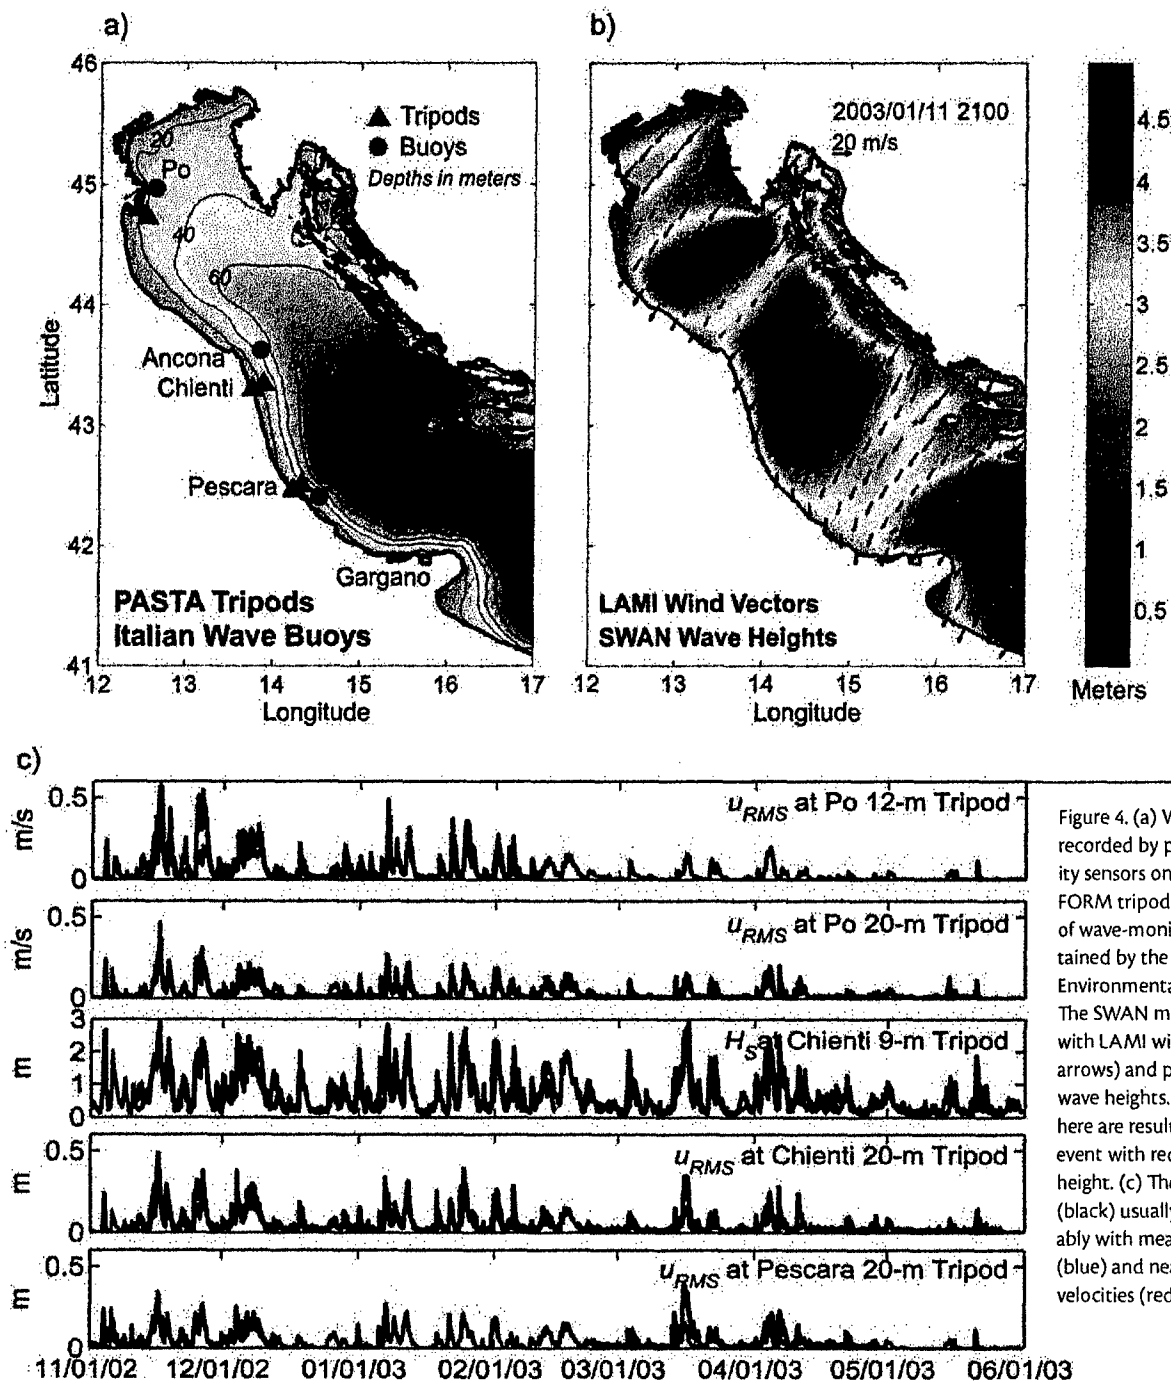 a)
b)
46
45
44
43
42
41
Latitude
12 13 14 15 16 17
Longitude
Tripods
Buoys
Depths in meters
20
Po
40
60
Ancona
Chienti
Pescara
Gargano
PASTA Tripods
Italian Wave Buoys
2003/01/11 2100
20 m/s
LAMI Wind Vectors
SWAN Wave Heights
12 13 14 15 16 17
Longitude
4.5
4
3.5
3
2.5
2
1.5
1
0.5
Meters
c)
0.5
m/s
0
uRMS at Po 12-m Tripod
0.5
m/s
0
uRMS at Po 20-m Tripod
3
2
m
1
0
HS at Chienti 9-m Tripod
0.5
m
0
uRMS at Chienti 20-m Tripod
0.5
m
0
uRMS at Pescara 20-m Tripod
11/01/02 12/01/02 01/01/03 02/01/03 03/01/03 04/01/03 05/01/03 06/01/03
Figure 4. (a) W
recorded by p
ity sensors on
FORM tripod
of wave-moni
tained by the
Environmenta
The SWAN m
with LAMI wi
arrows) and p
wave heights.
here are result
event with rec
height. (c) The
(black) usually
ably with mea
(blue) and nea
velocities (red